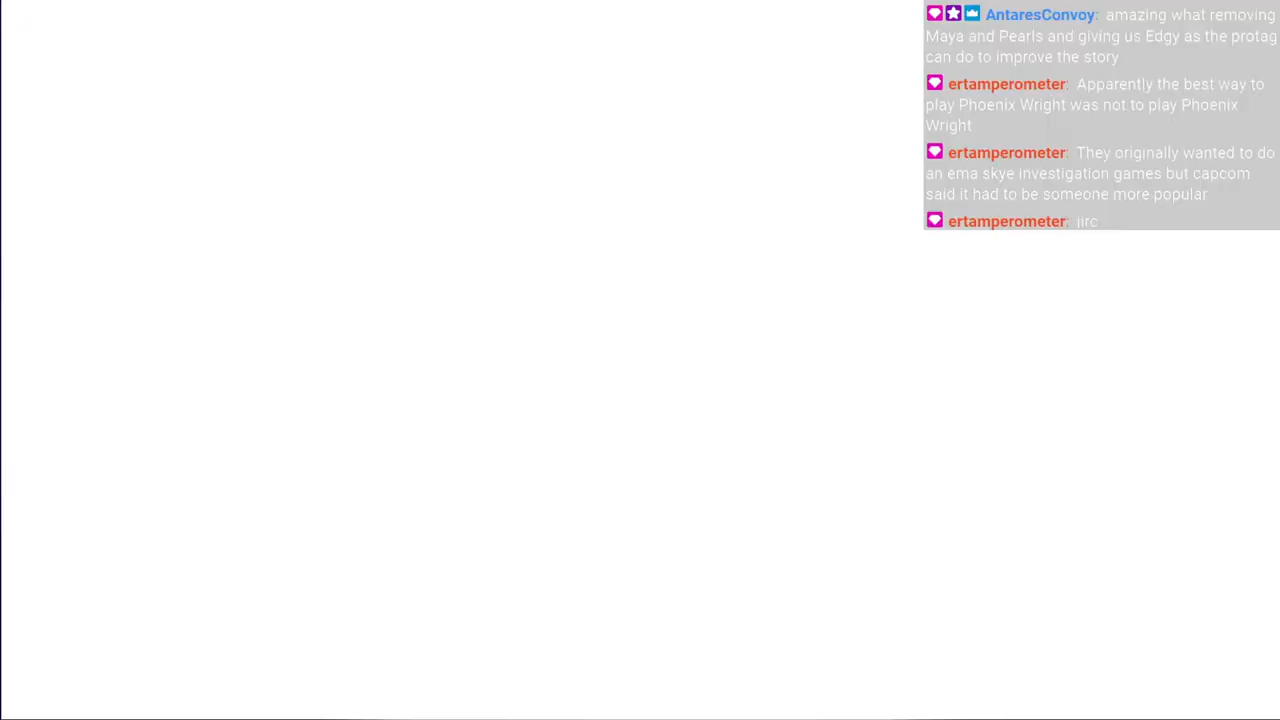 AntaresConvoy: amazing what removing
Maya and Pearls and giving us Edgy as the protag
can do to improve the story
ertamperometer: Apparently the best way to
play Phoenix Wright was not to play Phoenix
Wright
ertamperometer: They originally wanted to do
an ema skye investigation games but capcom
said it had to be someone more popular
ertamperometer: iirc